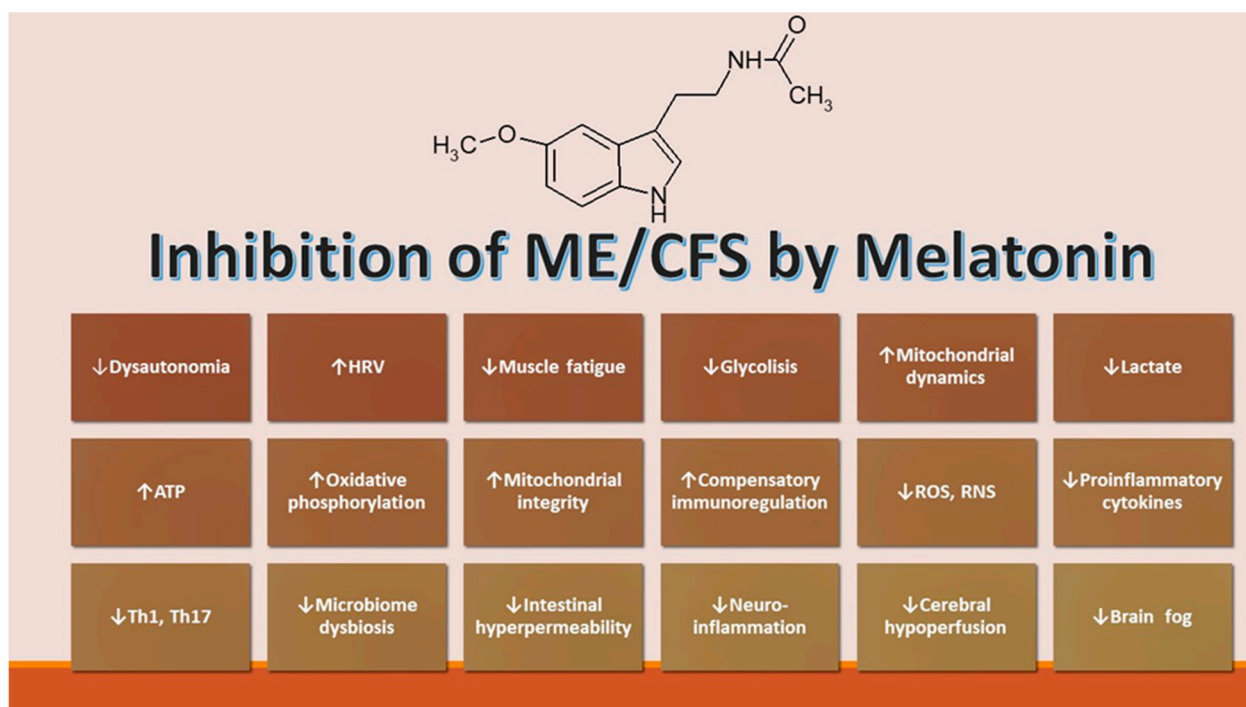 O
NH
CH₃
H₃C
O
N
H
Inhibition of ME/CFS by Melatonin
↓Dysautonomia
↑HRV
↓Muscle fatigue
↓Glycolisis
↑Mitochondrial
dynamics
↓Lactate
↑ATP
↑Oxidative
phosphorylation
↑Mitochondrial
integrity
↑Compensatory
immunoregulation
↓ROS, RNS
↓Proinflammatory
cytokines
↓Th1, Th17
↓Microbiome
dysbiosis
↓Intestinal
hyperpermeability
↓Neuro-
inflammation
↓Cerebral
hypoperfusion
↓Brain fog